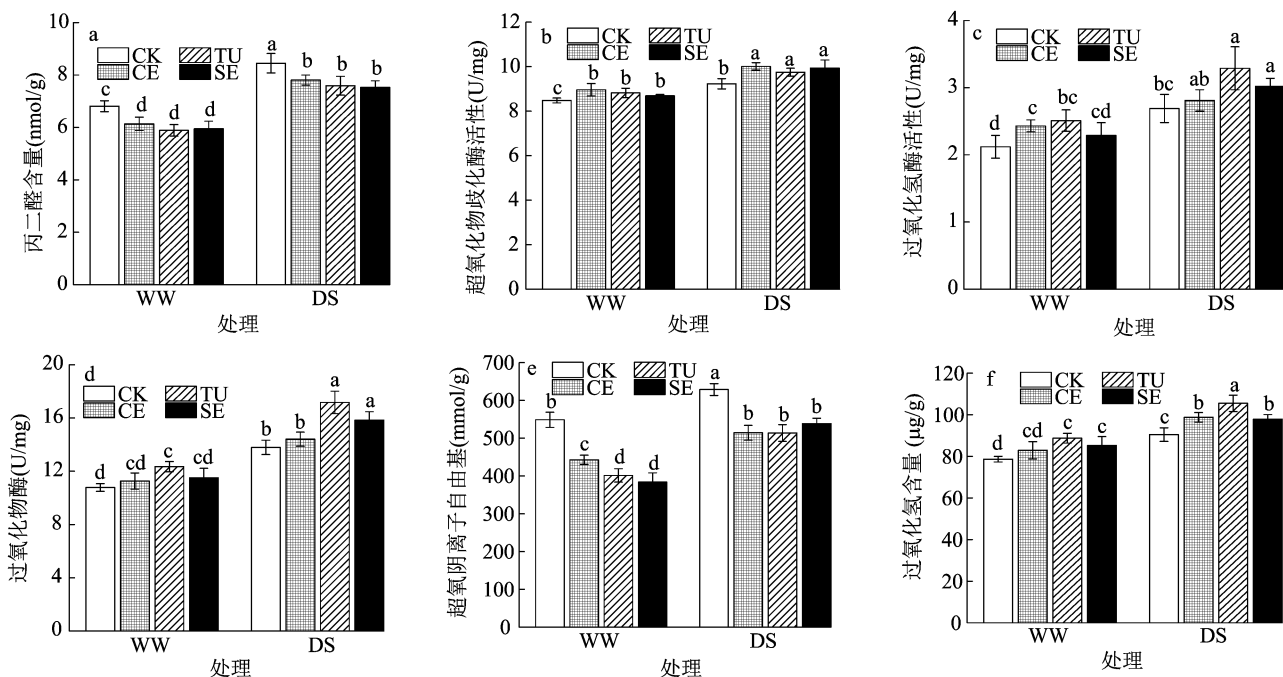 a
CK TU
CE SE
丙二醛含量(nmol/g)
10
8
6
4
2
0
c d d d
a b b b
WW DS
处理
b
CK TU
CE SE
超氧化物歧化酶活性(U/mg)
12
10
8
6
4
2
0
c b b b
b a a a
WW DS
处理
c
CK TU
CE SE
过氧化氢酶活性(U/mg)
4
3
2
1
0
d c bc cd
bc ab a a
WW DS
处理
d
CK TU
CE SE
过氧化物酶(U/mg)
20
16
12
8
4
0
d cd c cd
b b a a
WW DS
处理
e
CK TU
CE SE
超氧阴离子自由基(mmol/g)
700
600
500
400
300
200
100
0
b c d d
a b b b
WW DS
处理
f
CK TU
CE SE
过氧化氢含量(μg/g)
120
100
80
60
40
20
0
d cd c c
c b a b
WW DS
处理